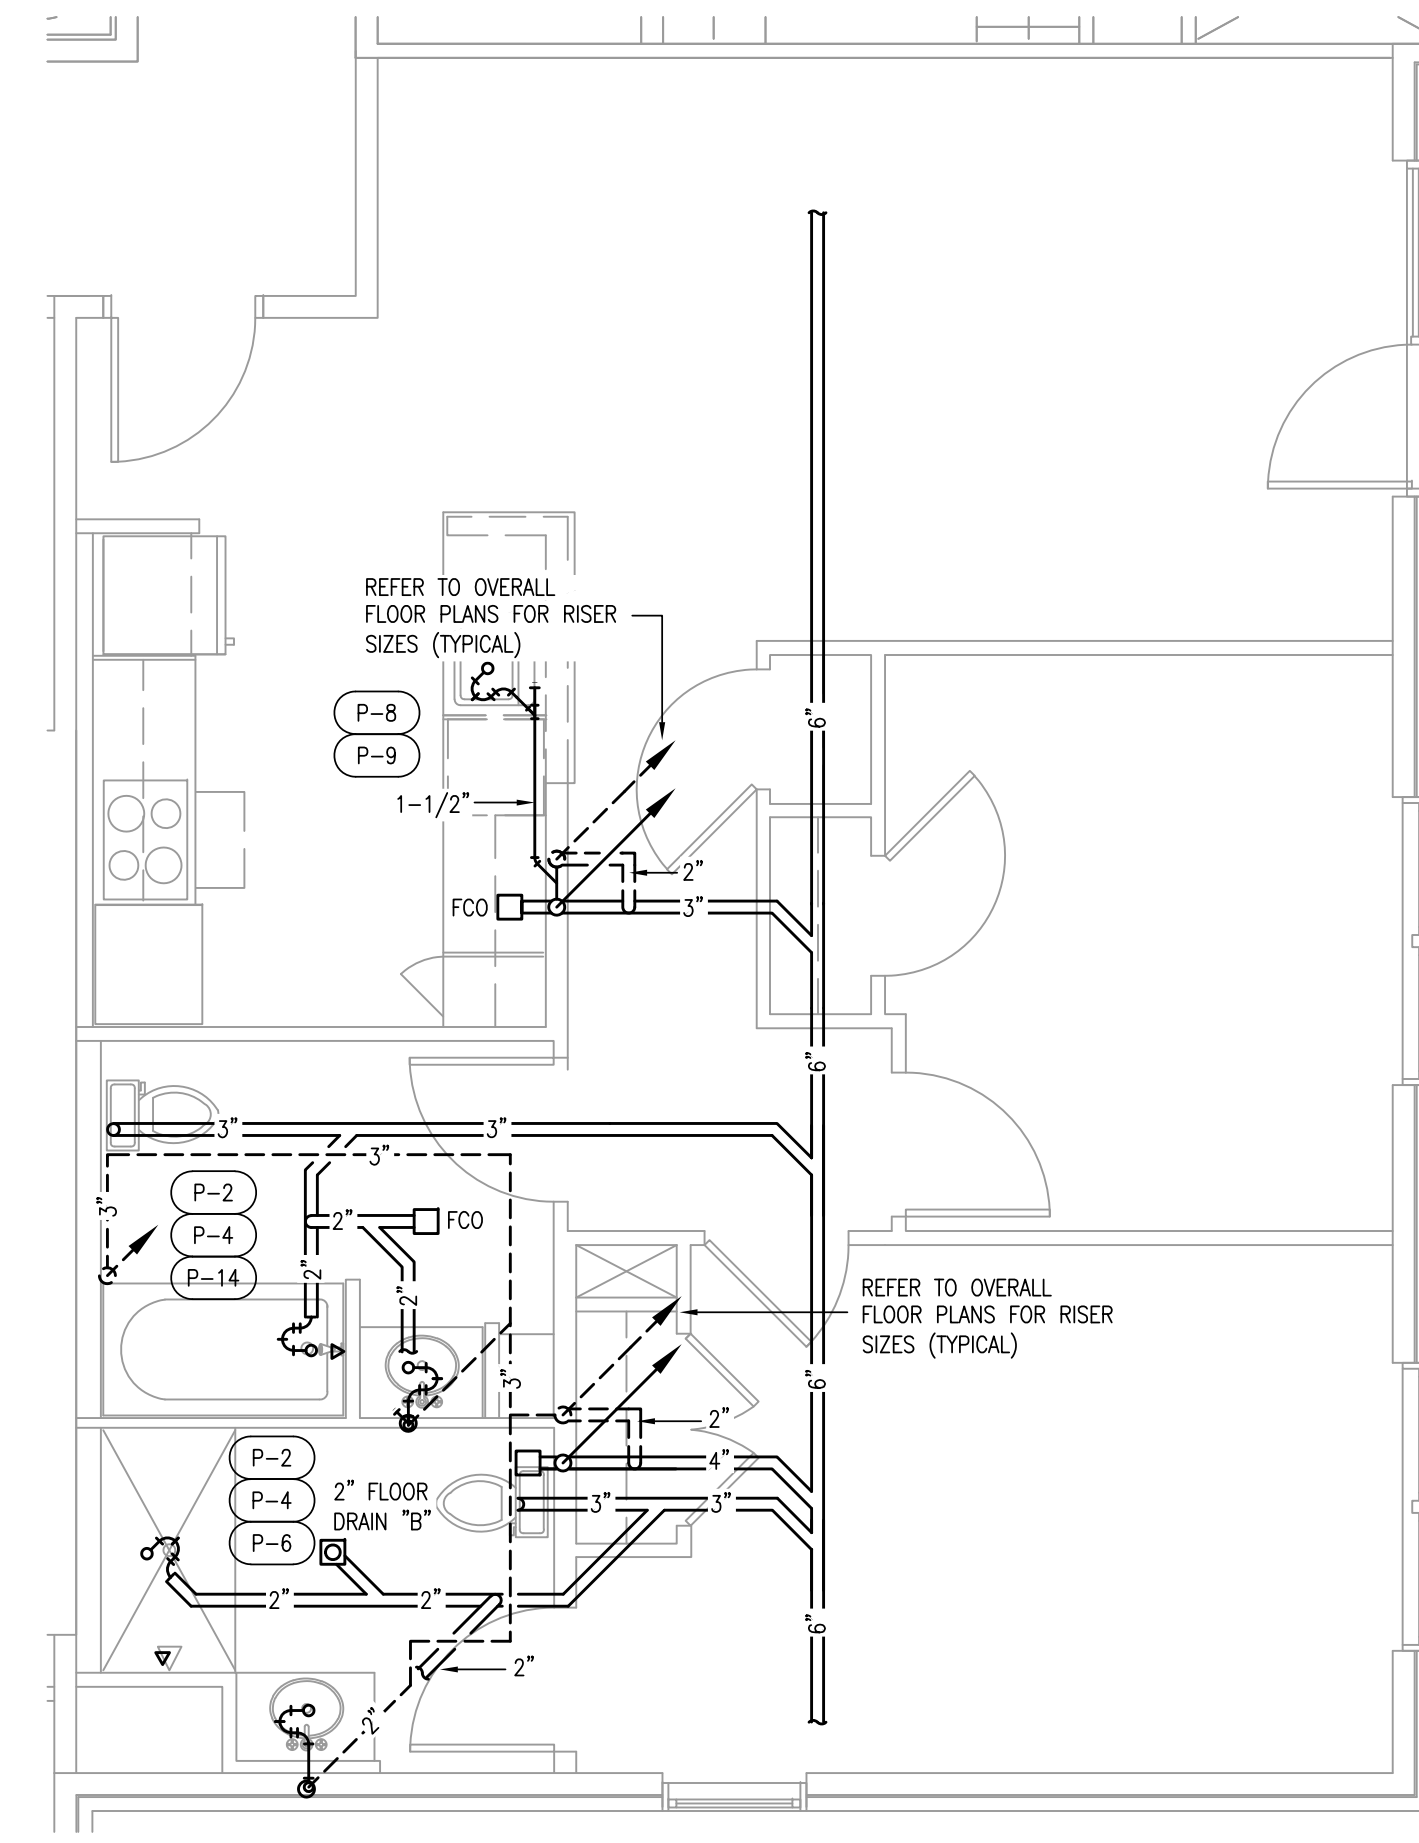 REFER TO OVERALL
FLOOR PLANS FOR RISER
SIZES (TYPICAL)
6"
P-8
P-9
1-1/2"
2"
FCO
3"
6"
3"
3"
3"
3"
P-2
P-4
P-14
2"
FCO
2"
2"
REFER TO OVERALL
FLOOR PLANS FOR RISER
SIZES (TYPICAL)
3"
6"
2"
P-2
P-4
P-6
4"
2" FLOOR
DRAIN "B"
3"
3"
2"
2"
6"
2"
2"